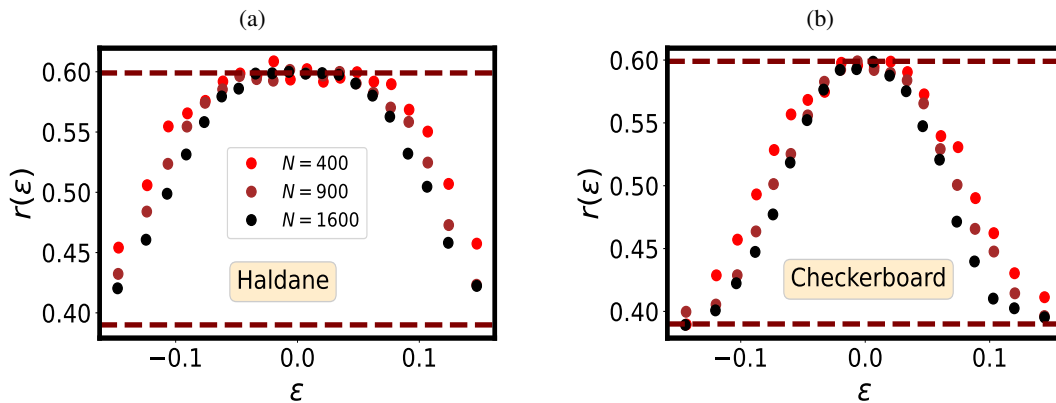 (a)
0.60
0.55
0.50
0.45
0.40
r(ε)
N = 400
N = 900
N = 1600
Haldane
−0.1 0.0 0.1
ε
(b)
0.60
0.55
0.50
0.45
0.40
r(ε)
Checkerboard
−0.1 0.0 0.1
ε